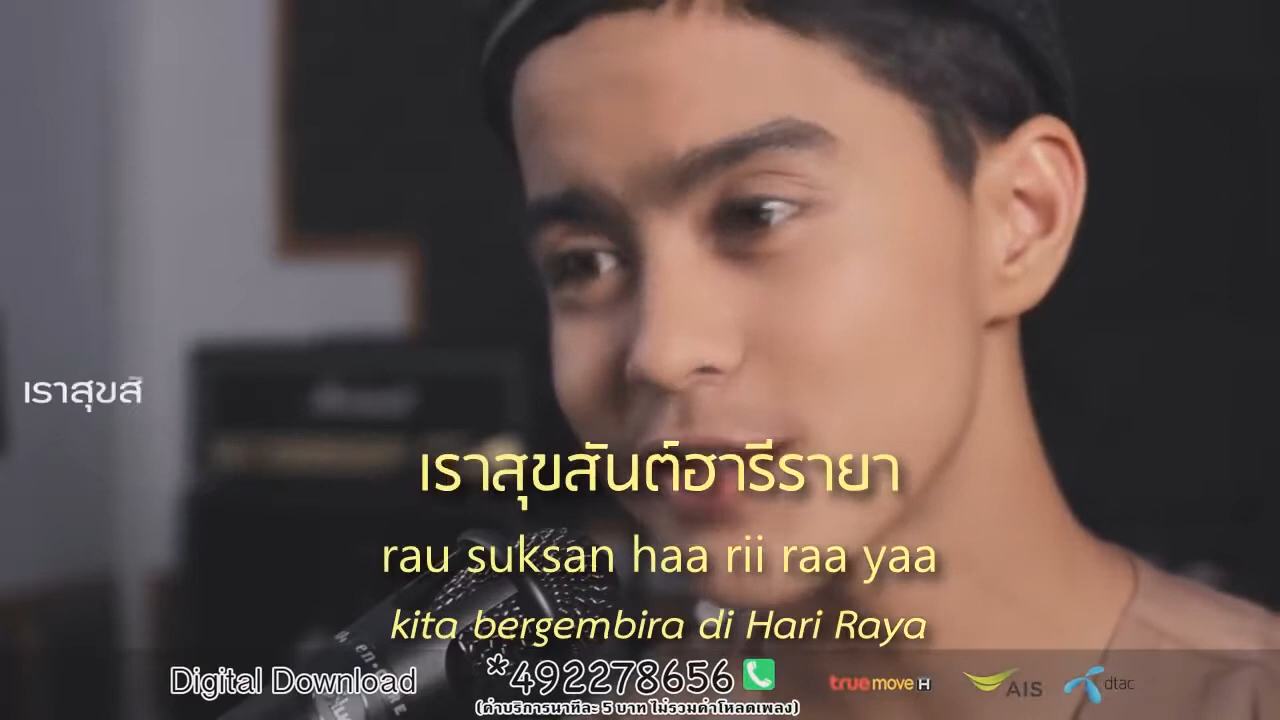 เราสุขสั
เราสุขสันต์ฮารีรายา
rau suksan haa rii raa yaa
kita bergembira di Hari Raya
Digital Download *492278656 truemove H AIS dtac
(ค่าบริการนาทีละ 5 บาท ไม่รวมค่าโหลดเพลง)